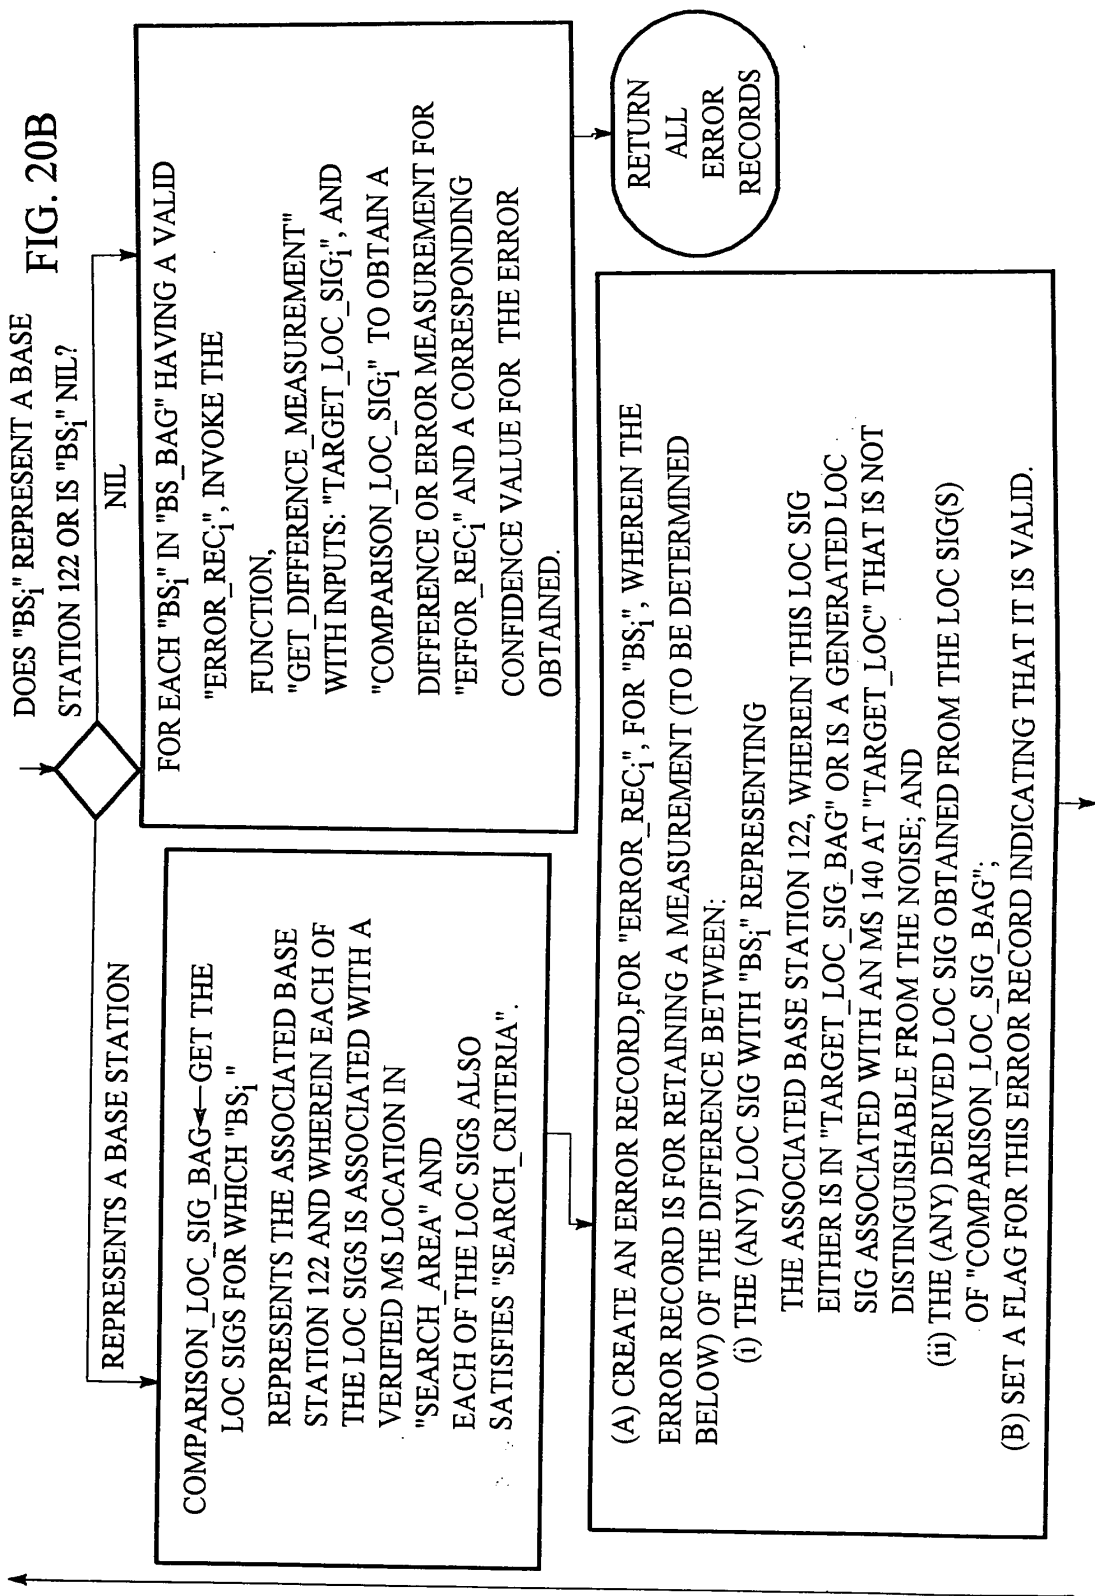 FIG. 20B
DOES "BSi" REPRESENT A BASE
STATION 122 OR IS "BSi" NIL?
REPRESENTS A BASE STATION
NIL
COMPARISON_LOC_SIG_BAG←GET THE
LOC SIGS FOR WHICH "BSi"
REPRESENTS THE ASSOCIATED BASE
STATION 122 AND WHEREIN EACH OF
THE LOC SIGS IS ASSOCIATED WITH A
VERIFIED MS LOCATION IN
"SEARCH_AREA" AND
EACH OF THE LOC SIGS ALSO
SATISFIES "SEARCH_CRITERIA".
FOR EACH "BSi" IN "BS_BAG" HAVING A VALID
"ERROR_RECi", INVOKE THE
FUNCTION,
"GET_DIFFERENCE_MEASUREMENT"
WITH INPUTS: "TARGET_LOC_SIGi", AND
"COMPARISON_LOC_SIGi" TO OBTAIN A
DIFFERENCE OR ERROR MEASUREMENT FOR
"EFFOR_RECi" AND A CORRESPONDING
CONFIDENCE VALUE FOR THE ERROR
OBTAINED.
RETURN
ALL
ERROR
RECORDS
(A) CREATE AN ERROR RECORD,FOR "ERROR_RECi", FOR "BSi", WHEREIN THE
ERROR RECORD IS FOR RETAINING A MEASUREMENT (TO BE DETERMINED
BELOW) OF THE DIFFERENCE BETWEEN:
(i) THE (ANY) LOC SIG WITH "BSi" REPRESENTING
THE ASSOCIATED BASE STATION 122, WHEREIN THIS LOC SIG
EITHER IS IN "TARGET_LOC_SIG_BAG" OR IS A GENERATED LOC
SIG ASSOCIATED WITH AN MS 140 AT "TARGET_LOC" THAT IS NOT
DISTINGUISHABLE FROM THE NOISE; AND
(ii) THE (ANY) DERIVED LOC SIG OBTAINED FROM THE LOC SIG(S)
OF "COMPARISON_LOC_SIG_BAG";
(B) SET A FLAG FOR THIS ERROR RECORD INDICATING THAT IT IS VALID.